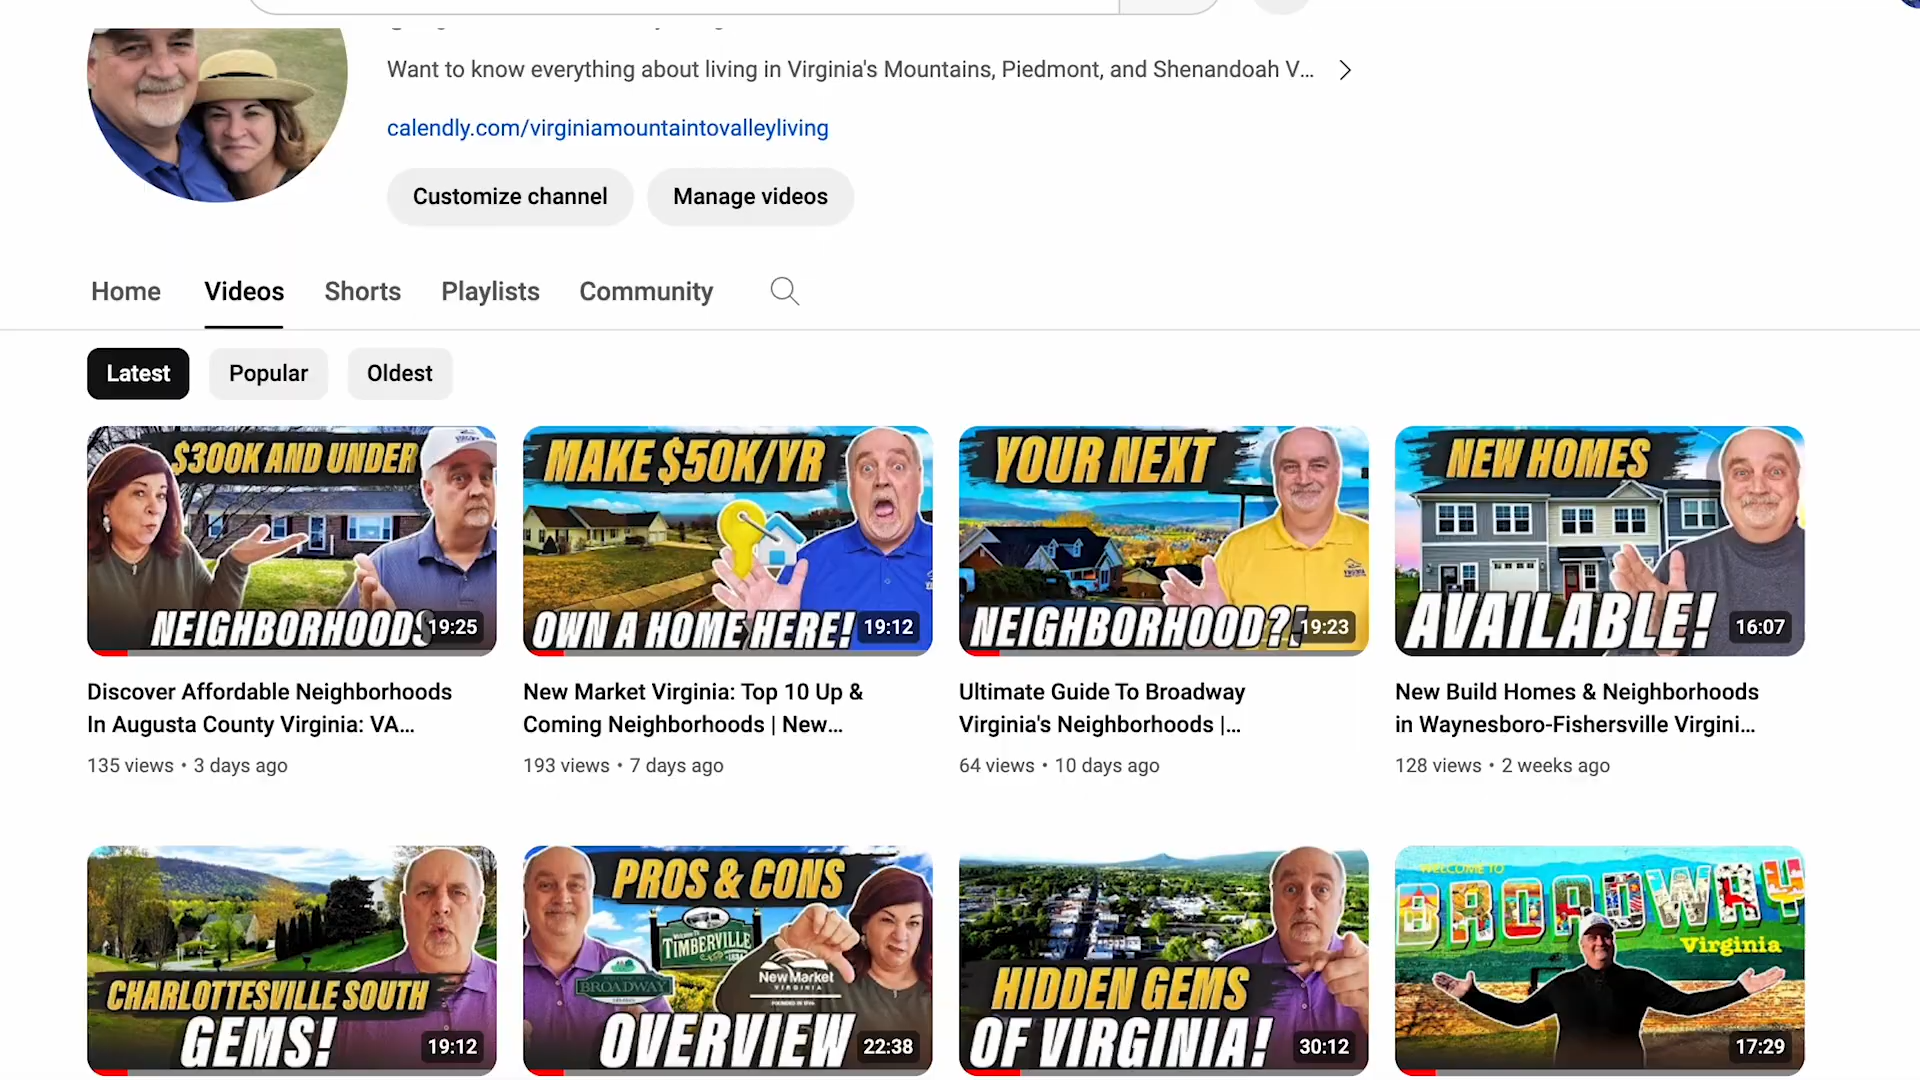 Want to know everything about living in Virginia's Mountains, Piedmont, and Shenandoah V...
calendly.com/virginiamountaintovalleyliving
Customize channel
Manage videos
Home
Videos
Shorts
Playlists
Community
Latest
Popular
Oldest
$300K AND UNDER
NEIGHBORHOODS
19:25
MAKE $50K/YR
OWN A HOME HERE!
19:12
YOUR NEXT
NEIGHBORHOOD?!
19:23
NEW HOMES
AVAILABLE!
16:07
Discover Affordable Neighborhoods
In Augusta County Virginia: VA...
135 views • 3 days ago
New Market Virginia: Top 10 Up &
Coming Neighborhoods | New...
193 views • 7 days ago
Ultimate Guide To Broadway
Virginia's Neighborhoods |...
64 views • 10 days ago
New Build Homes & Neighborhoods
in Waynesboro-Fishersville Virgini...
128 views • 2 weeks ago
CHARLOTTESVILLE SOUTH
GEMS!
19:12
PROS & CONS
TIMBERVILLE
BROADWAY
New Market
VIRGINIA
OVERVIEW
22:38
HIDDEN GEMS
OF VIRGINIA!
30:12
WELCOME TO
BROADWAY
Virginia
17:29